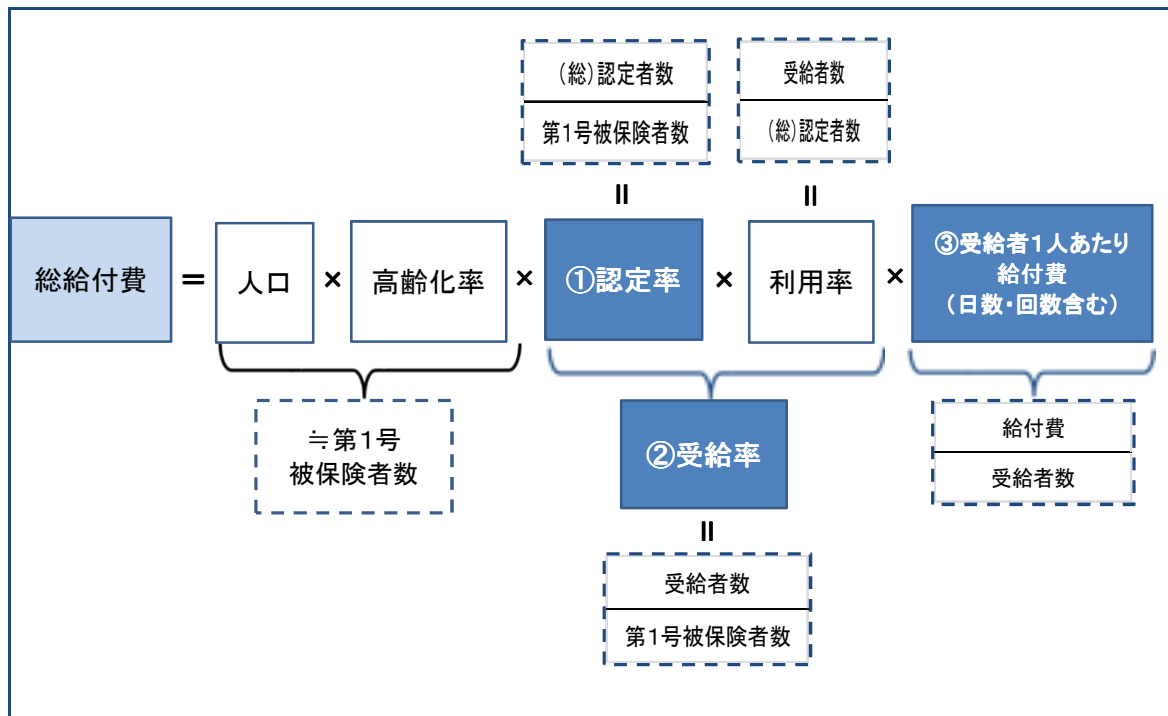 (総)認定者数
第1号被保険者数
受給者数
(総)認定者数
=
=
総給付費 = 人口 × 高齢化率 × ①認定率 × 利用率 × ③受給者1人あたり
給付費
(日数・回数含む)
≒第1号
被保険者数
②受給率
給付費
受給者数
=
受給者数
第1号被保険者数